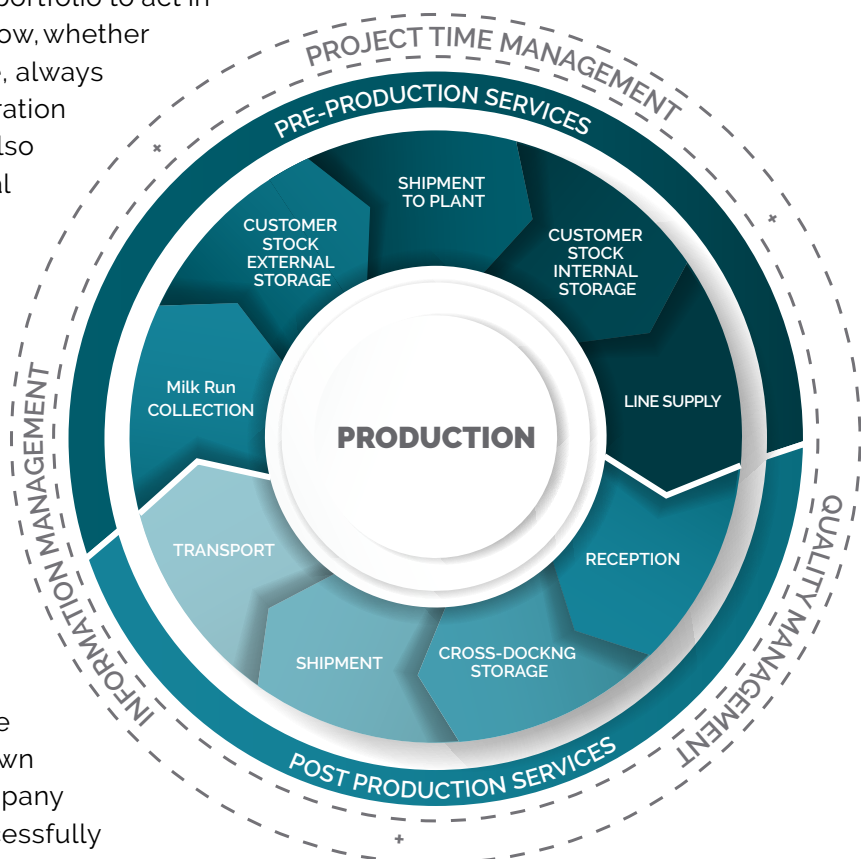 portfolio to act in
ow, whether
, always
ration
lso
al
PROJECT TIME MANAGEMENT
PRE-PRODUCTION SERVICES
SHIPMENT
TO PLANT
CUSTOMER
STOCK
EXTERNAL
STORAGE
CUSTOMER
STOCK
INTERNAL
STORAGE
Milk Run
COLLECTION
LINE SUPPLY
PRODUCTION
INFORMATION MANAGEMENT
QUALITY MANAGEMENT
TRANSPORT
RECEPTION
SHIPMENT
CROSS-DOCKNG
STORAGE
POST PRODUCTION SERVICES
e
wn
pany
cessfully